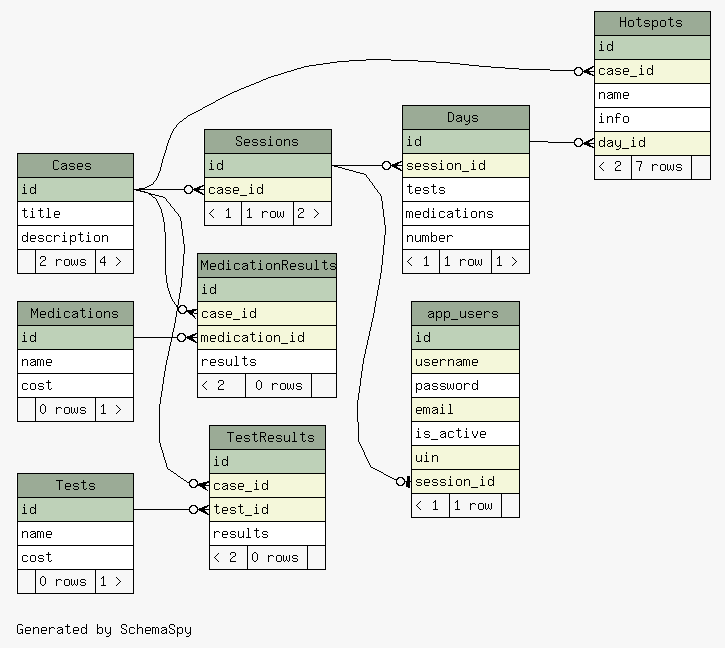 Hotspots
id
case_id
name
info
day_id
< 2 7 rows
Days
id
session_id
tests
medications
number
< 1 1 row 1 >
Sessions
id
case_id
< 1 1 row 2 >
Cases
id
title
description
2 rows 4 >
MedicationResults
id
case_id
medication_id
results
< 2 0 rows
Medications
id
name
cost
0 rows 1 >
app_users
id
username
password
email
is_active
uin
session_id
< 1 1 row
TestResults
id
case_id
test_id
results
< 2 0 rows
Tests
id
name
cost
0 rows 1 >
Generated by SchemaSpy